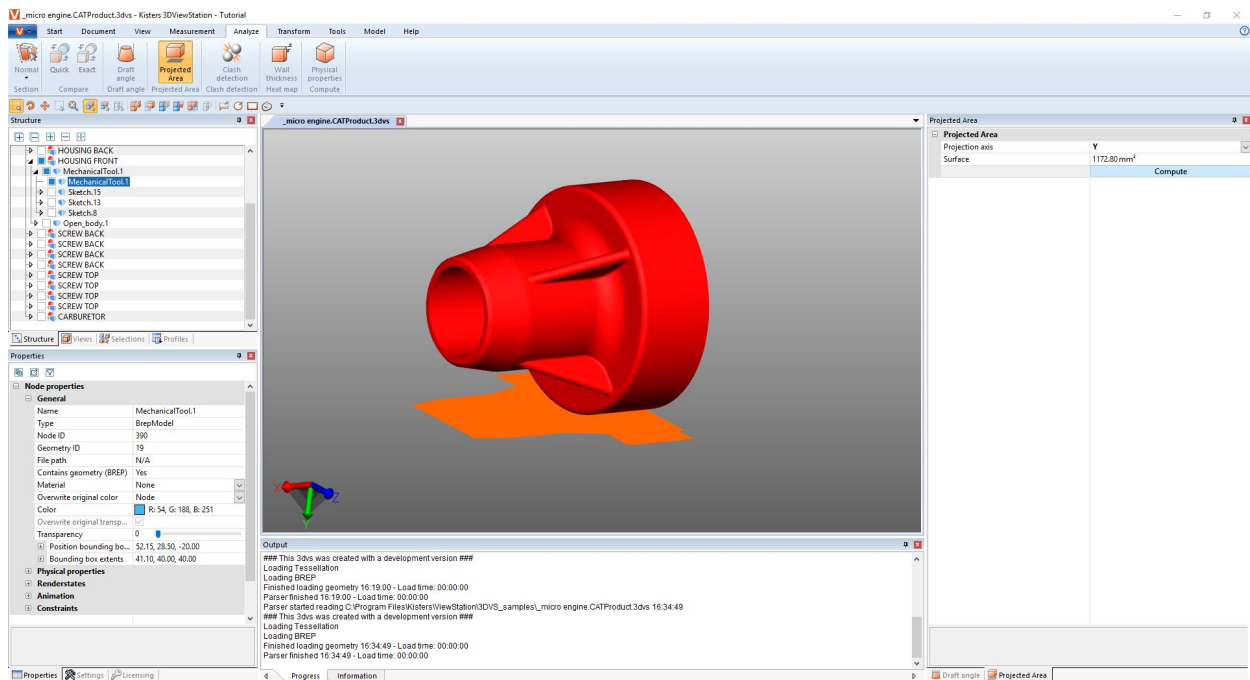 _micro engine.CATProduct.3dvs - Kisters 3DViewStation - Tutorial
V Start Document View Measurement Analyze Transform Tools Model Help
Normal Quick Exact Draft angle Projected Area Clash detection Wall thickness Physical properties
Section Compare Draft angle Projected Area Clash detection Heat map Compute
Structure
HOUSING BACK
HOUSING FRONT
MechanicalTool.1
MechanicalTool.1
Sketch.15
Sketch.13
Sketch.8
Open_body.1
SCREW BACK
SCREW BACK
SCREW BACK
SCREW BACK
SCREW TOP
SCREW TOP
SCREW TOP
SCREW TOP
CARBURETOR
Structure Views Selections Profiles
Properties
Node properties
General
Name MechanicalTool.1
Type BrepModel
Node ID 390
Geometry ID 19
File path N/A
Contains geometry (BREP) Yes
Material None
Overwrite original color Node
Color R: 54, G: 188, B: 251
Overwrite original transp...
Transparency 0
Position bounding bo... 52.15, 28.50, -20.00
Bounding box extents 41.10, 40.00, 40.00
Physical properties
Renderstates
Animation
Constraints
Properties Settings Licensing
_micro engine.CATProduct.3dvs
X Z
Y
Output
### This 3dvs was created with a development version ###
Loading Tessellation
Loading BREP
Finished loading geometry 16:19:00 - Load time: 00:00:00
Parser finished 16:19:00 - Load time: 00:00:00
Parser started reading C:\Program Files\Kisters\ViewStation\3DVS_samples\_micro engine.CATProduct.3dvs 16:34:49
### This 3dvs was created with a development version ###
Loading Tessellation
Loading BREP
Finished loading geometry 16:34:49 - Load time: 00:00:00
Parser finished 16:34:49 - Load time: 00:00:00
Progress Information
Projected Area
Projected Area
Projection axis Y
Surface 1172.80 mm²
Compute
Draft angle Projected Area